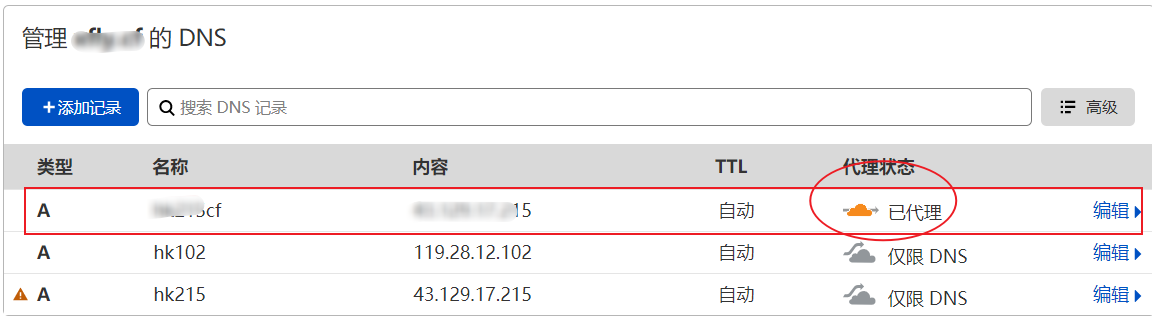 管理 的 DNS
+添加记录 搜索 DNS 记录 高级
类型 名称 内容 TTL 代理状态
A cf 15 自动 已代理 编辑
A hk102 119.28.12.102 自动 仅限 DNS 编辑
A hk215 43.129.17.215 自动 仅限 DNS 编辑